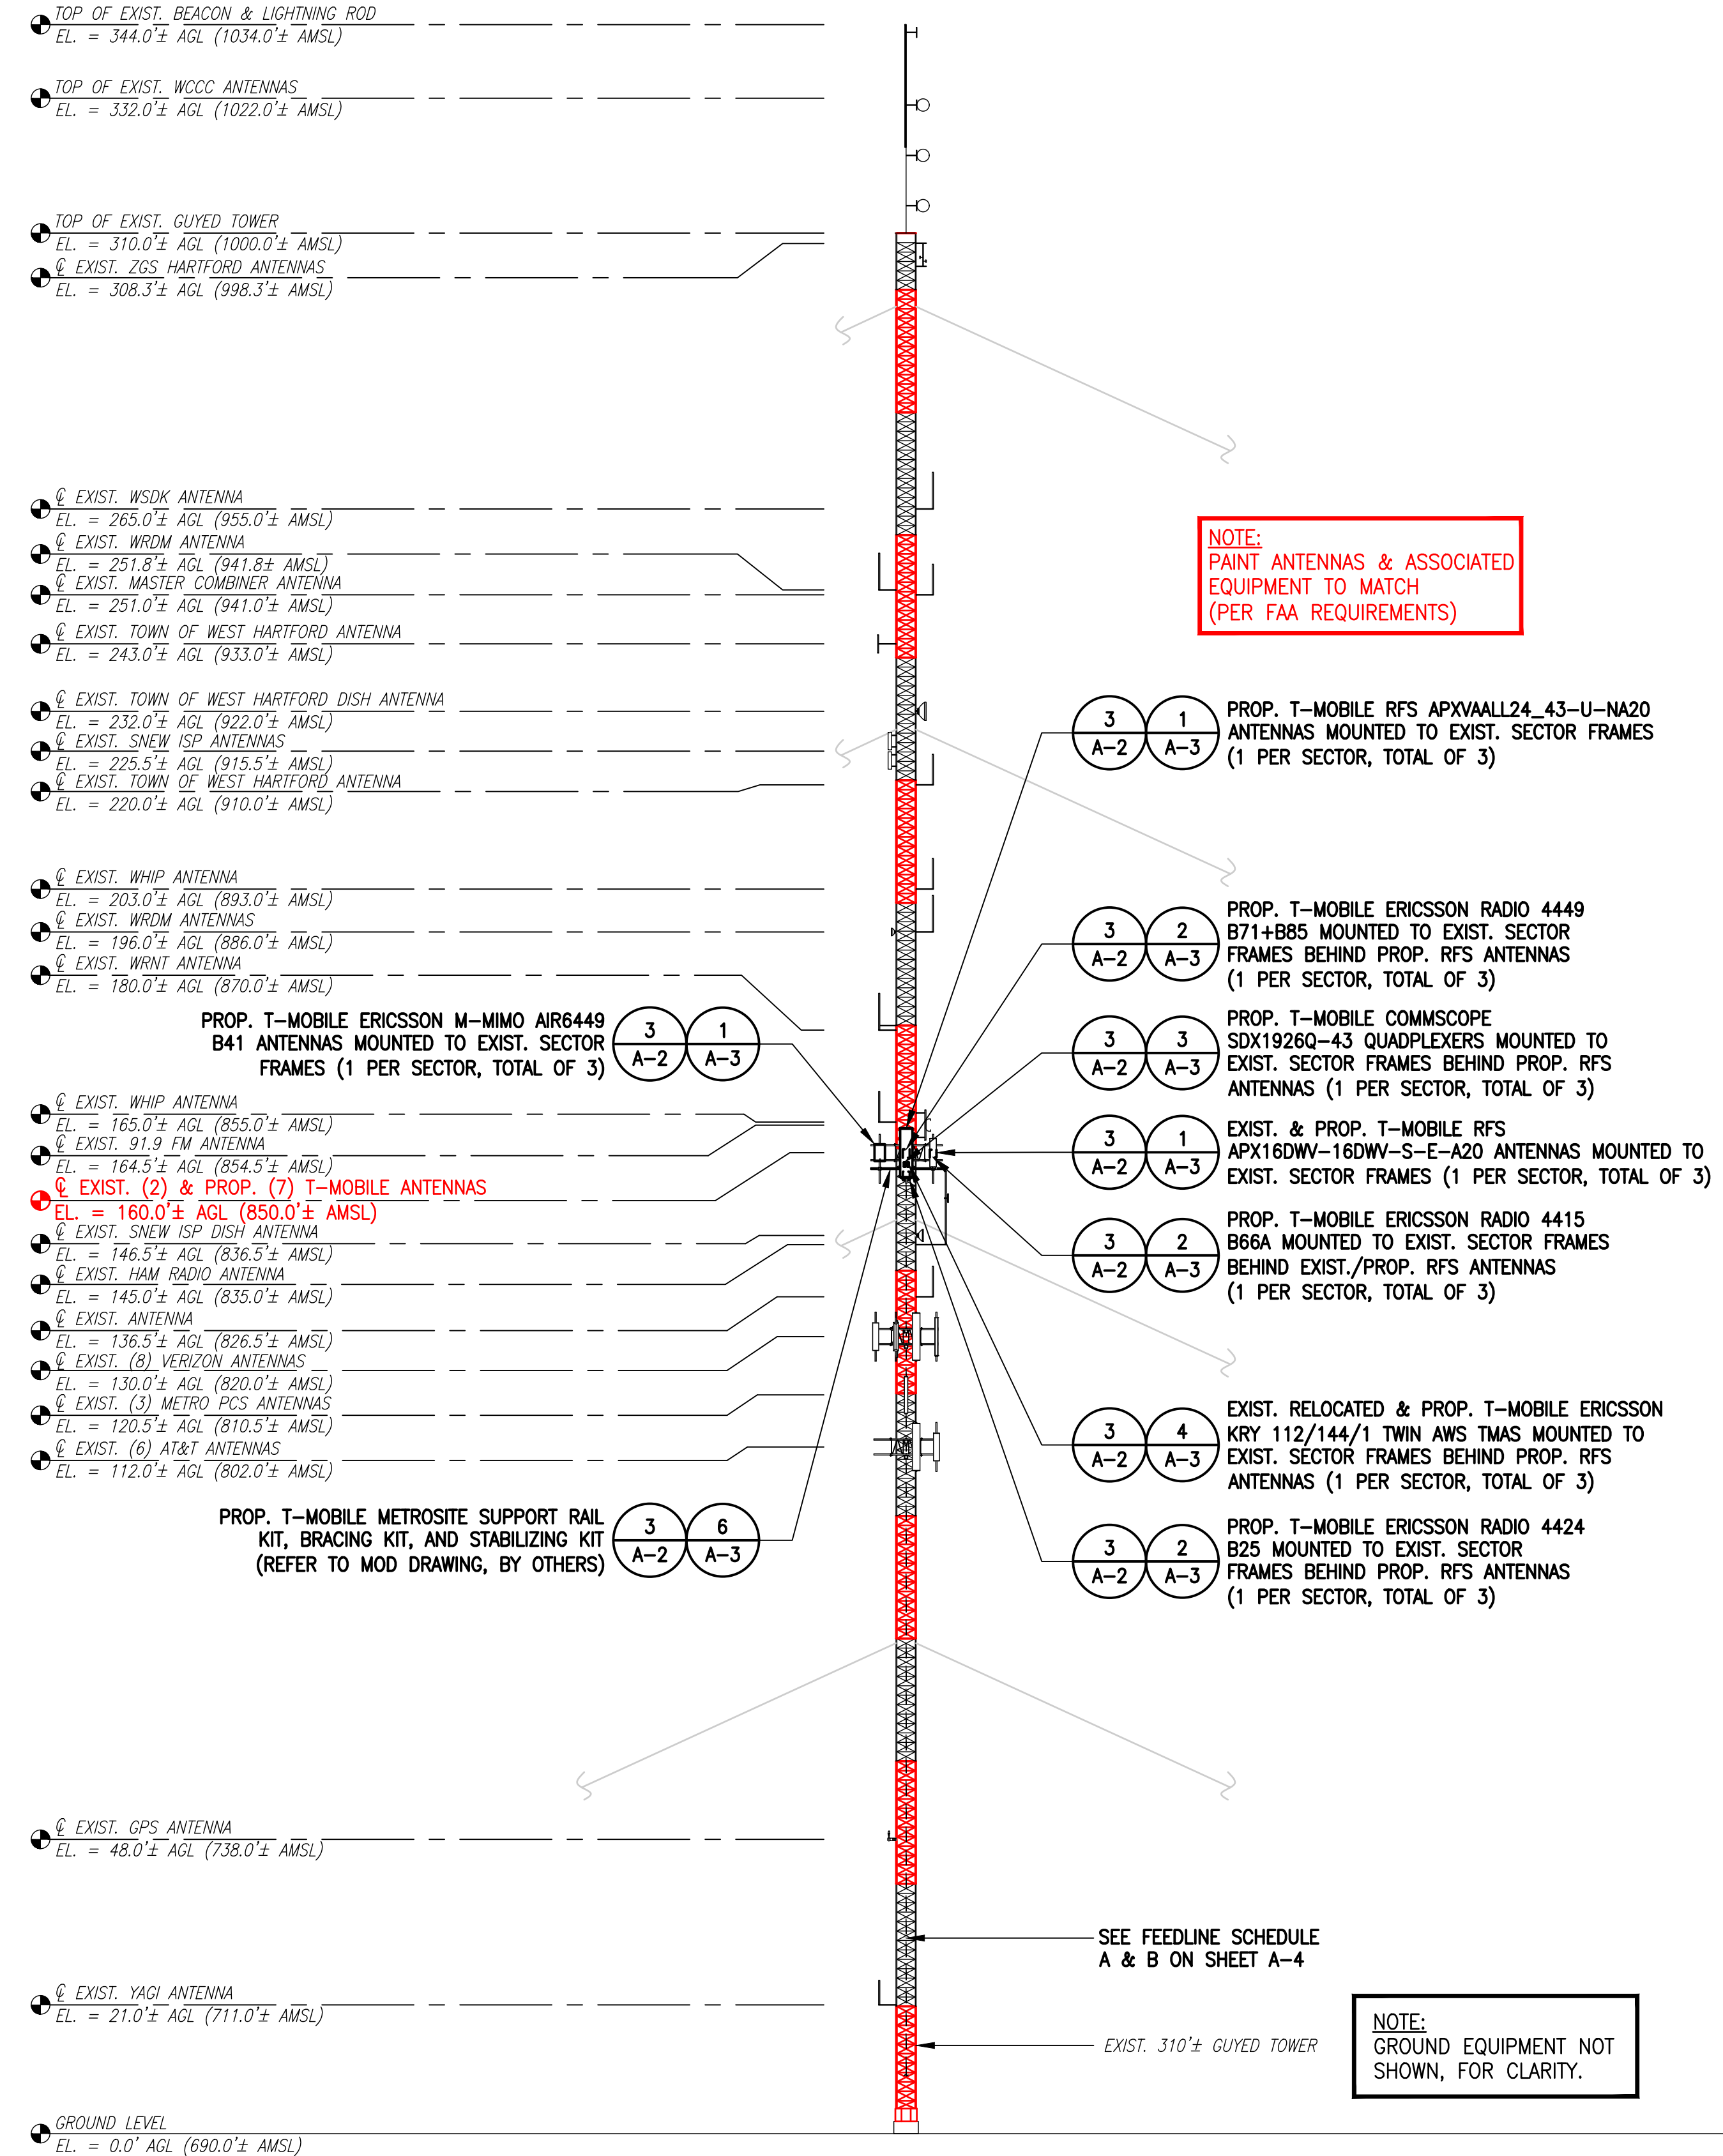 TOP OF EXIST. BEACON & LIGHTNING ROD
EL. = 344.0'± AGL (1034.0'± AMSL)
TOP OF EXIST. WCCC ANTENNAS
EL. = 332.0'± AGL (1022.0'± AMSL)
TOP OF EXIST. GUYED TOWER
EL. = 310.0'± AGL (1000.0'± AMSL)
℄ EXIST. ZGS HARTFORD ANTENNAS
EL. = 308.3'± AGL (998.3'± AMSL)
℄ EXIST. WSDK ANTENNA
EL. = 265.0'± AGL (955.0'± AMSL)
℄ EXIST. WRDM ANTENNA
EL. = 251.8'± AGL (941.8± AMSL)
℄ EXIST. MASTER COMBINER ANTENNA
EL. = 251.0'± AGL (941.0'± AMSL)
℄ EXIST. TOWN OF WEST HARTFORD ANTENNA
EL. = 243.0'± AGL (933.0'± AMSL)
℄ EXIST. TOWN OF WEST HARTFORD DISH ANTENNA
EL. = 232.0'± AGL (922.0'± AMSL)
℄ EXIST. SNEW ISP ANTENNAS
EL. = 225.5'± AGL (915.5'± AMSL)
℄ EXIST. TOWN OF WEST HARTFORD ANTENNA
EL. = 220.0'± AGL (910.0'± AMSL)
℄ EXIST. WHIP ANTENNA
EL. = 203.0'± AGL (893.0'± AMSL)
℄ EXIST. WRDM ANTENNAS
EL. = 196.0'± AGL (886.0'± AMSL)
℄ EXIST. WRNT ANTENNA
EL. = 180.0'± AGL (870.0'± AMSL)
PROP. T-MOBILE ERICSSON M-MIMO AIR6449
B41 ANTENNAS MOUNTED TO EXIST. SECTOR
FRAMES (1 PER SECTOR, TOTAL OF 3)
3 1
A-2 A-3
℄ EXIST. WHIP ANTENNA
EL. = 165.0'± AGL (855.0'± AMSL)
℄ EXIST. 91.9 FM ANTENNA
EL. = 164.5'± AGL (854.5'± AMSL)
℄ EXIST. (2) & PROP. (7) T-MOBILE ANTENNAS
EL. = 160.0'± AGL (850.0'± AMSL)
℄ EXIST. SNEW ISP DISH ANTENNA
EL. = 146.5'± AGL (836.5'± AMSL)
℄ EXIST. HAM RADIO ANTENNA
EL. = 145.0'± AGL (835.0'± AMSL)
℄ EXIST. ANTENNA
EL. = 136.5'± AGL (826.5'± AMSL)
℄ EXIST. (8) VERIZON ANTENNAS
EL. = 130.0'± AGL (820.0'± AMSL)
℄ EXIST. (3) METRO PCS ANTENNAS
EL. = 120.5'± AGL (810.5'± AMSL)
℄ EXIST. (6) AT&T ANTENNAS
EL. = 112.0'± AGL (802.0'± AMSL)
PROP. T-MOBILE METROSITE SUPPORT RAIL
KIT, BRACING KIT, AND STABILIZING KIT
(REFER TO MOD DRAWING, BY OTHERS)
3 6
A-2 A-3
℄ EXIST. GPS ANTENNA
EL. = 48.0'± AGL (738.0'± AMSL)
℄ EXIST. YAGI ANTENNA
EL. = 21.0'± AGL (711.0'± AMSL)
GROUND LEVEL
EL. = 0.0' AGL (690.0'± AMSL)
NOTE:
PAINT ANTENNAS & ASSOCIATED
EQUIPMENT TO MATCH
(PER FAA REQUIREMENTS)
3 1
A-2 A-3
PROP. T-MOBILE RFS APXVAALL24_43-U-NA20
ANTENNAS MOUNTED TO EXIST. SECTOR FRAMES
(1 PER SECTOR, TOTAL OF 3)
3 2
A-2 A-3
PROP. T-MOBILE ERICSSON RADIO 4449
B71+B85 MOUNTED TO EXIST. SECTOR
FRAMES BEHIND PROP. RFS ANTENNAS
(1 PER SECTOR, TOTAL OF 3)
3 3
A-2 A-3
PROP. T-MOBILE COMMSCOPE
SDX1926Q-43 QUADPLEXERS MOUNTED TO
EXIST. SECTOR FRAMES BEHIND PROP. RFS
ANTENNAS (1 PER SECTOR, TOTAL OF 3)
3 1
A-2 A-3
EXIST. & PROP. T-MOBILE RFS
APX16DWV-16DWV-S-E-A20 ANTENNAS MOUNTED TO
EXIST. SECTOR FRAMES (1 PER SECTOR, TOTAL OF 3)
3 2
A-2 A-3
PROP. T-MOBILE ERICSSON RADIO 4415
B66A MOUNTED TO EXIST. SECTOR FRAMES
BEHIND EXIST./PROP. RFS ANTENNAS
(1 PER SECTOR, TOTAL OF 3)
3 4
A-2 A-3
EXIST. RELOCATED & PROP. T-MOBILE ERICSSON
KRY 112/144/1 TWIN AWS TMAS MOUNTED TO
EXIST. SECTOR FRAMES BEHIND PROP. RFS
ANTENNAS (1 PER SECTOR, TOTAL OF 3)
3 2
A-2 A-3
PROP. T-MOBILE ERICSSON RADIO 4424
B25 MOUNTED TO EXIST. SECTOR
FRAMES BEHIND PROP. RFS ANTENNAS
(1 PER SECTOR, TOTAL OF 3)
SEE FEEDLINE SCHEDULE
A & B ON SHEET A-4
EXIST. 310'± GUYED TOWER
NOTE:
GROUND EQUIPMENT NOT
SHOWN, FOR CLARITY.